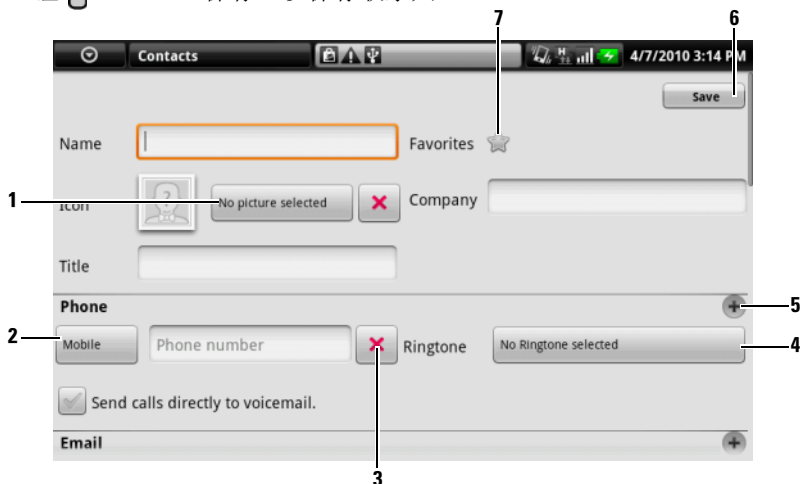 7
6
Contacts
4/7/2010 3:14 PM
Save
Name
Favorites
1
Icon
No picture selected
Company
Title
Phone
5
2
Mobile
Phone number
Ringtone
No Ringtone selected
4
Send calls directly to voicemail.
Email
3